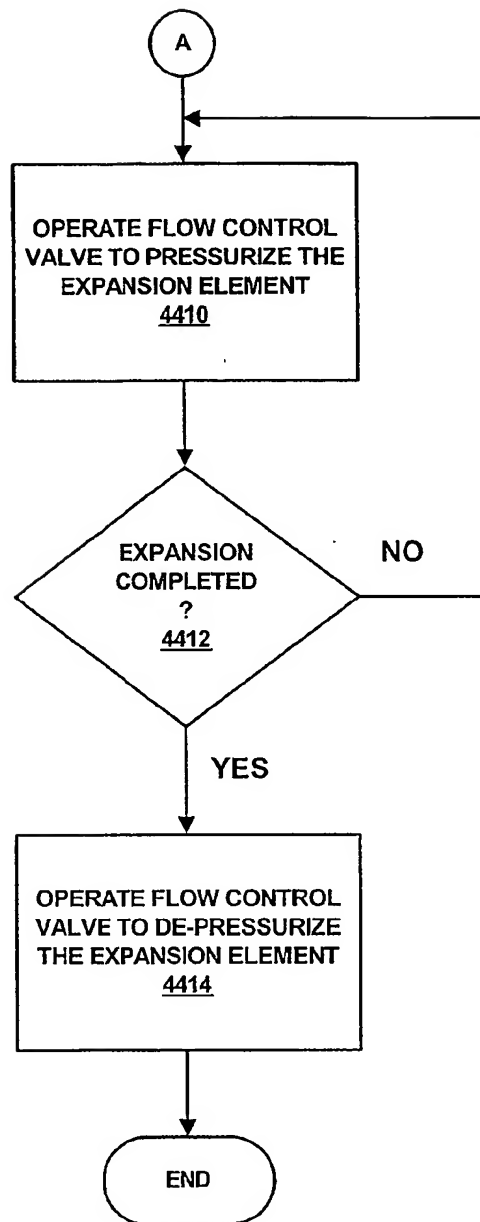 A
OPERATE FLOW CONTROL
VALVE TO PRESSURIZE THE
EXPANSION ELEMENT
4410
EXPANSION
COMPLETED
?
4412
NO
YES
OPERATE FLOW CONTROL
VALVE TO DE-PRESSURIZE
THE EXPANSION ELEMENT
4414
END